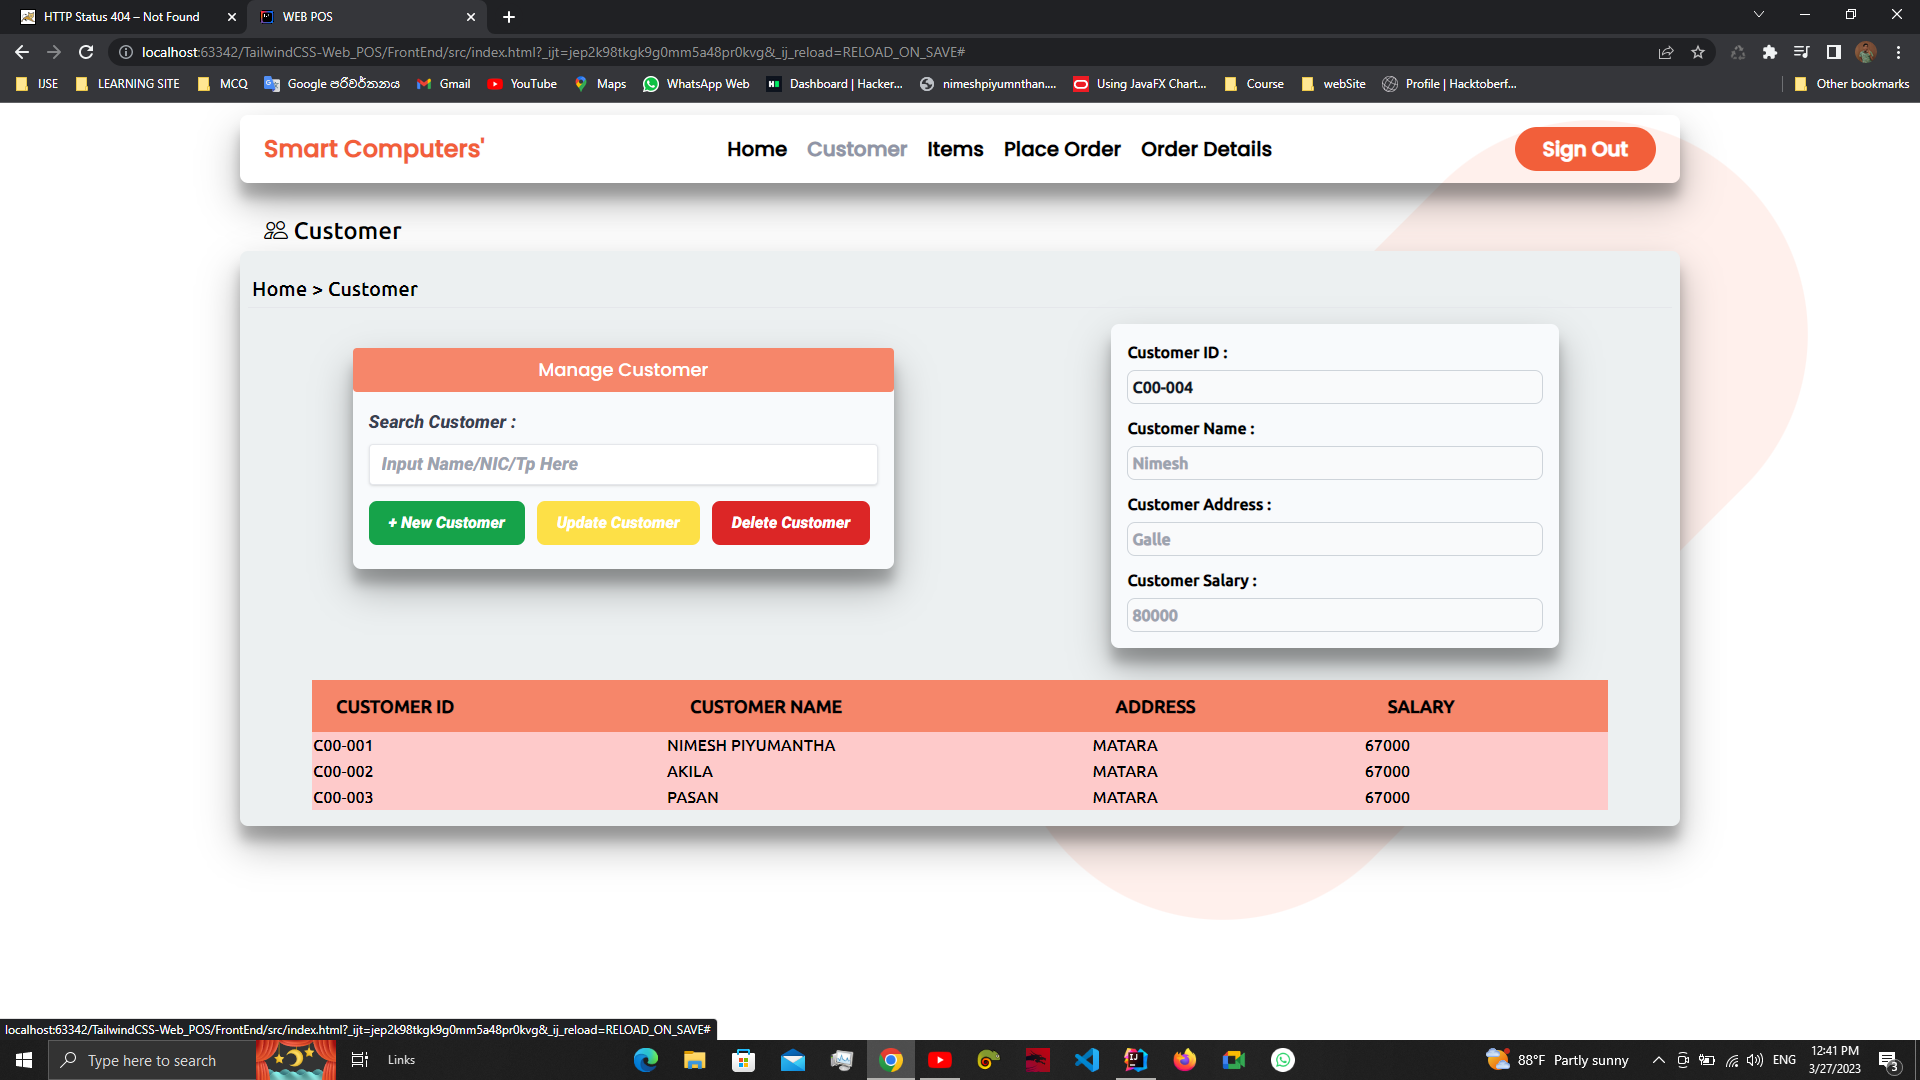 HTTP Status 404 – Not Found
WEB POS
localhost:63342/TailwindCSS-Web_POS/FrontEnd/src/index.html?_ijt=jep2k98tkgk9g0mm5a48pr0kvg&_ij_reload=RELOAD_ON_SAVE#
IJSE
LEARNING SITE
MCQ
Google පරිවර්තනය
Gmail
YouTube
Maps
WhatsApp Web
Dashboard | Hacker...
nimeshpiyumnthan....
Using JavaFX Chart...
Course
webSite
Profile | Hacktoberf...
Other bookmarks
Smart Computers'
Home
Customer
Items
Place Order
Order Details
Sign Out
Customer
Home > Customer
Manage Customer
Search Customer :
Input Name/NIC/Tp Here
+ New Customer
Update Customer
Delete Customer
Customer ID :
C00-004
Customer Name :
Nimesh
Customer Address :
Galle
Customer Salary :
80000
CUSTOMER ID CUSTOMER NAME ADDRESS SALARY
C00-001 NIMESH PIYUMANTHA MATARA 67000
C00-002 AKILA MATARA 67000
C00-003 PASAN MATARA 67000
localhost:63342/TailwindCSS-Web_POS/FrontEnd/src/index.html?_ijt=jep2k98tkgk9g0mm5a48pr0kvg&_ij_reload=RELOAD_ON_SAVE#
Type here to search
Links
88°F Partly sunny
ENG
12:41 PM
3/27/2023
3